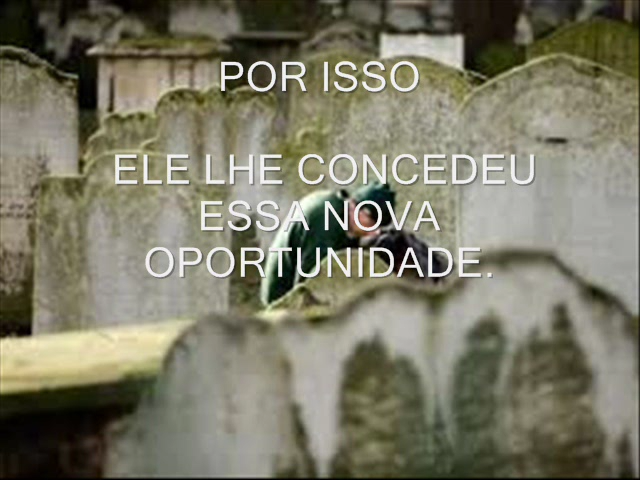 POR ISSO
ELE LHE CONCEDEU
ESSA NOVA
OPORTUNIDADE.